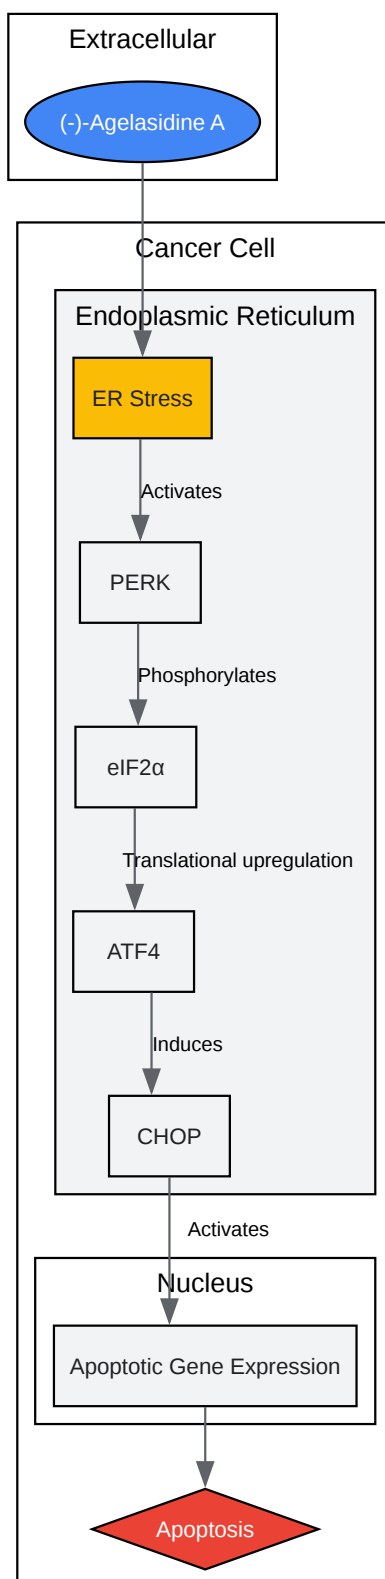 Extracellular
(-)-Agelasidine A
Cancer Cell
Endoplasmic Reticulum
ER Stress
Activates
PERK
Phosphorylates
eIF2α
Translational upregulation
ATF4
Induces
CHOP
Activates
Nucleus
Apoptotic Gene Expression
Apoptosis